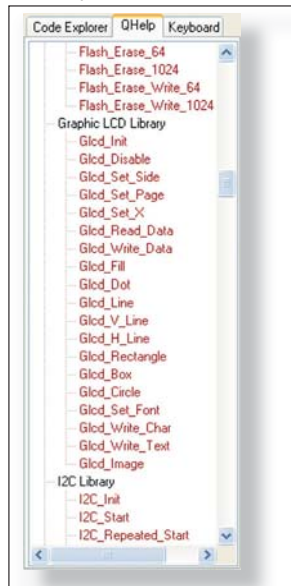 Code Explorer QHelp Keyboard
Flash_Erase_64
Flash_Erase_1024
Flash_Erase_Write_64
Flash_Erase_Write_1024
Graphic LCD Library
Glcd_Init
Glcd_Disable
Glcd_Set_Side
Glcd_Set_Page
Glcd_Set_X
Glcd_Read_Data
Glcd_Write_Data
Glcd_Fill
Glcd_Dot
Glcd_Line
Glcd_V_Line
Glcd_H_Line
Glcd_Rectangle
Glcd_Box
Glcd_Circle
Glcd_Set_Font
Glcd_Write_Char
Glcd_Write_Text
Glcd_Image
I2C Library
I2C_Init
I2C_Start
I2C_Repeated_Start